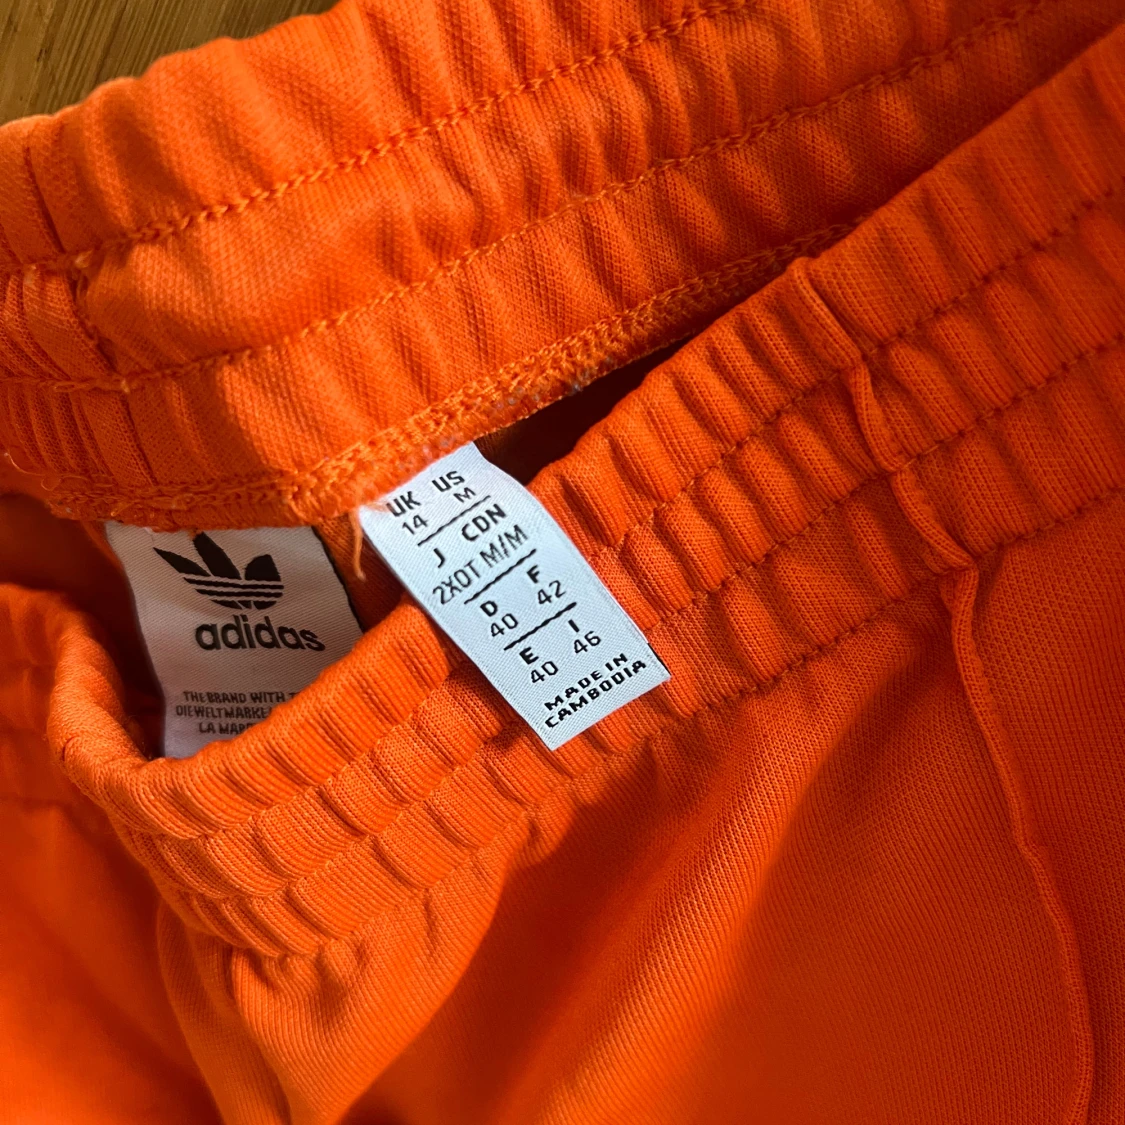 UK US
14 M
J CDN
2XOT M/M
D F
40 42
E I
40 46
MADE IN
CAMBODIA
adidas
THE BRAND WITH
DIE WELTMARKE
LA